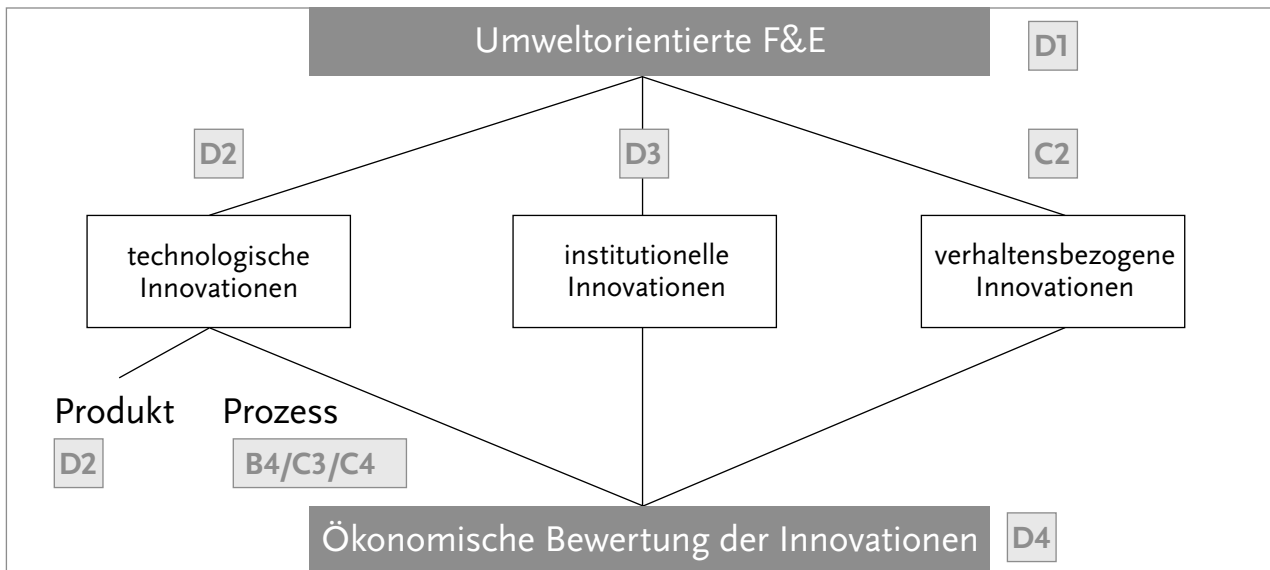 Umweltorientierte F&E
D1
D2
D3
C2
technologische
Innovationen
institutionelle
Innovationen
verhaltensbezogene
Innovationen
Produkt
Prozess
D2
B4/C3/C4
Ökonomische Bewertung der Innovationen
D4